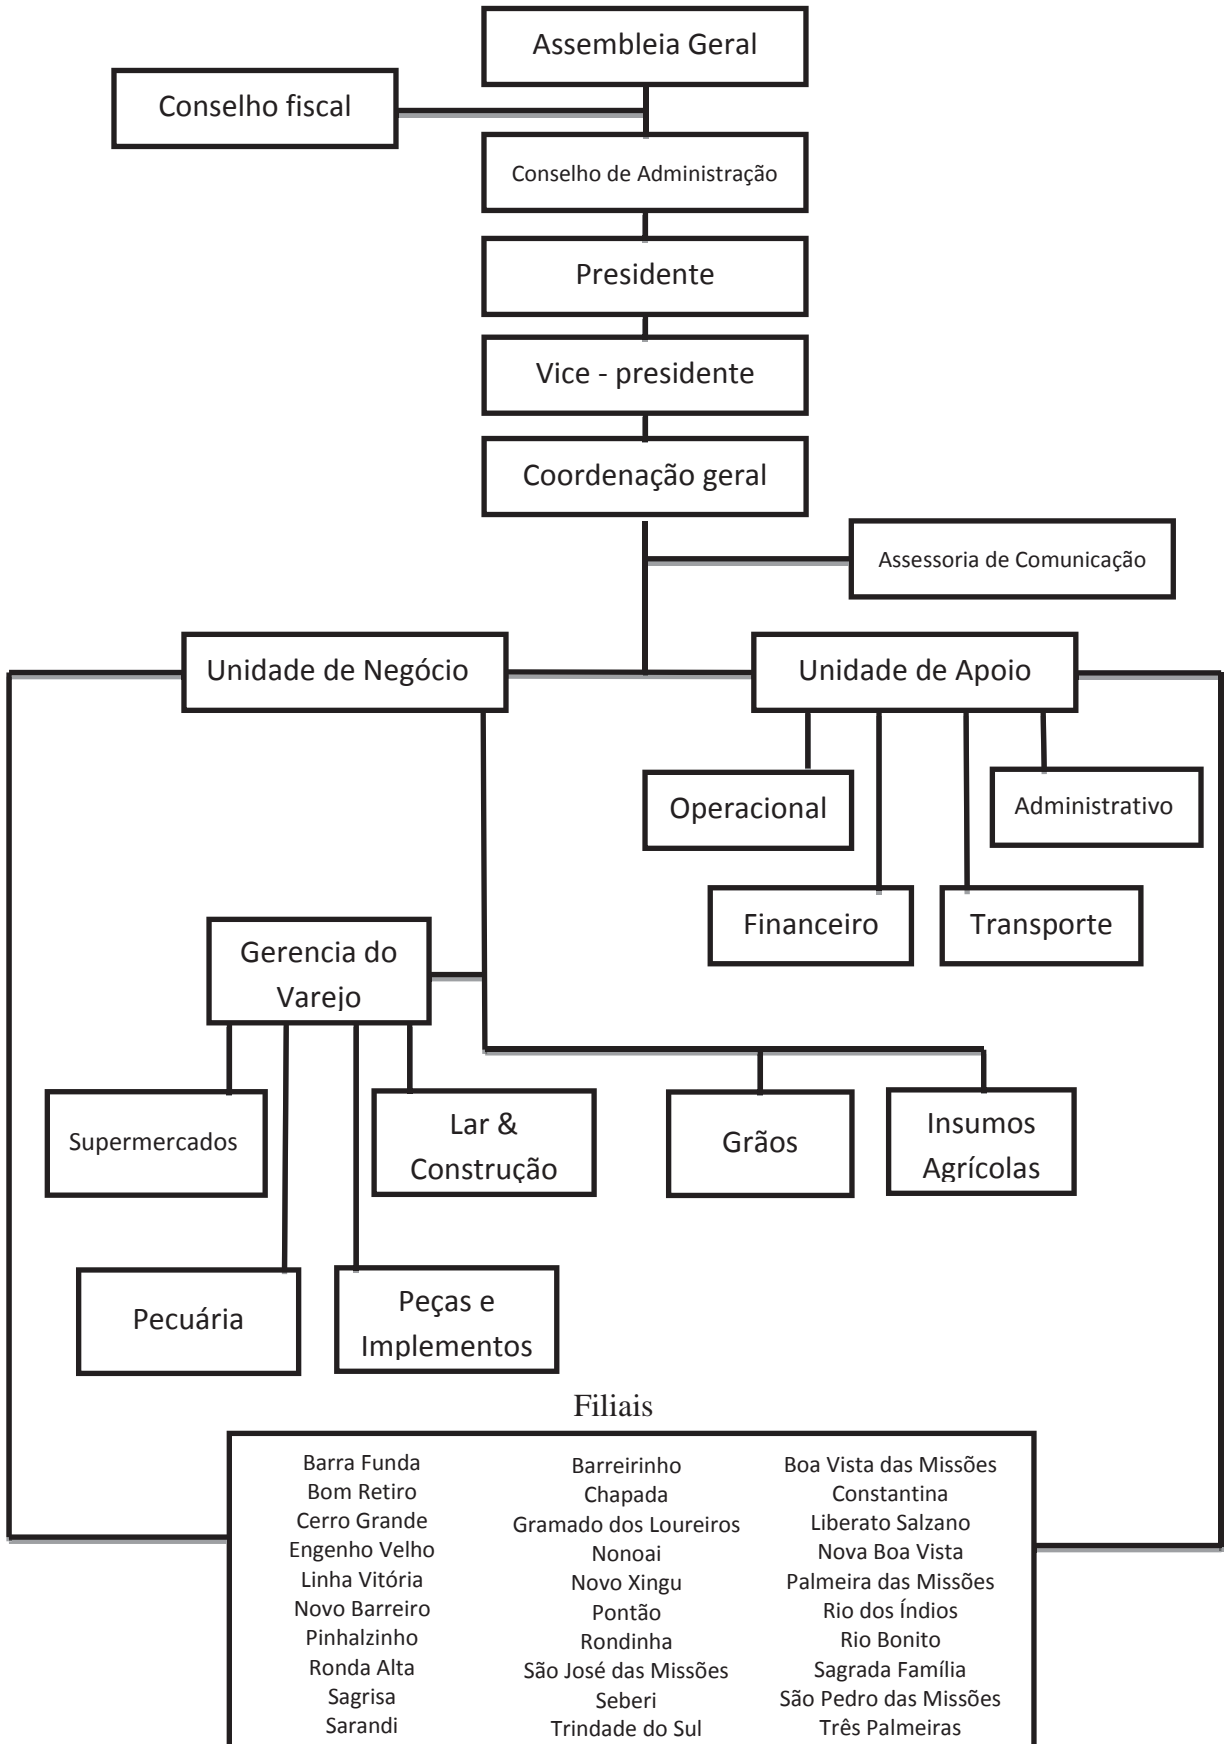 Assembleia Geral
Conselho fiscal
Conselho de Administração
Presidente
Vice - presidente
Coordenação geral
Assessoria de Comunicação
Unidade de Negócio
Unidade de Apoio
Operacional
Administrativo
Financeiro
Transporte
Gerencia do
Varejo
Supermercados
Lar &
Construção
Grãos
Insumos
Agrícolas
Pecuária
Peças e
Implementos
Filiais
Barra Funda
Bom Retiro
Cerro Grande
Engenho Velho
Linha Vitória
Novo Barreiro
Pinhalzinho
Ronda Alta
Sagrisa
Sarandi
Barreirinho
Chapada
Gramado dos Loureiros
Nonoai
Novo Xingu
Pontão
Rondinha
São José das Missões
Seberi
Trindade do Sul
Boa Vista das Missões
Constantina
Liberato Salzano
Nova Boa Vista
Palmeira das Missões
Rio dos Índios
Rio Bonito
Sagrada Família
São Pedro das Missões
Três Palmeiras